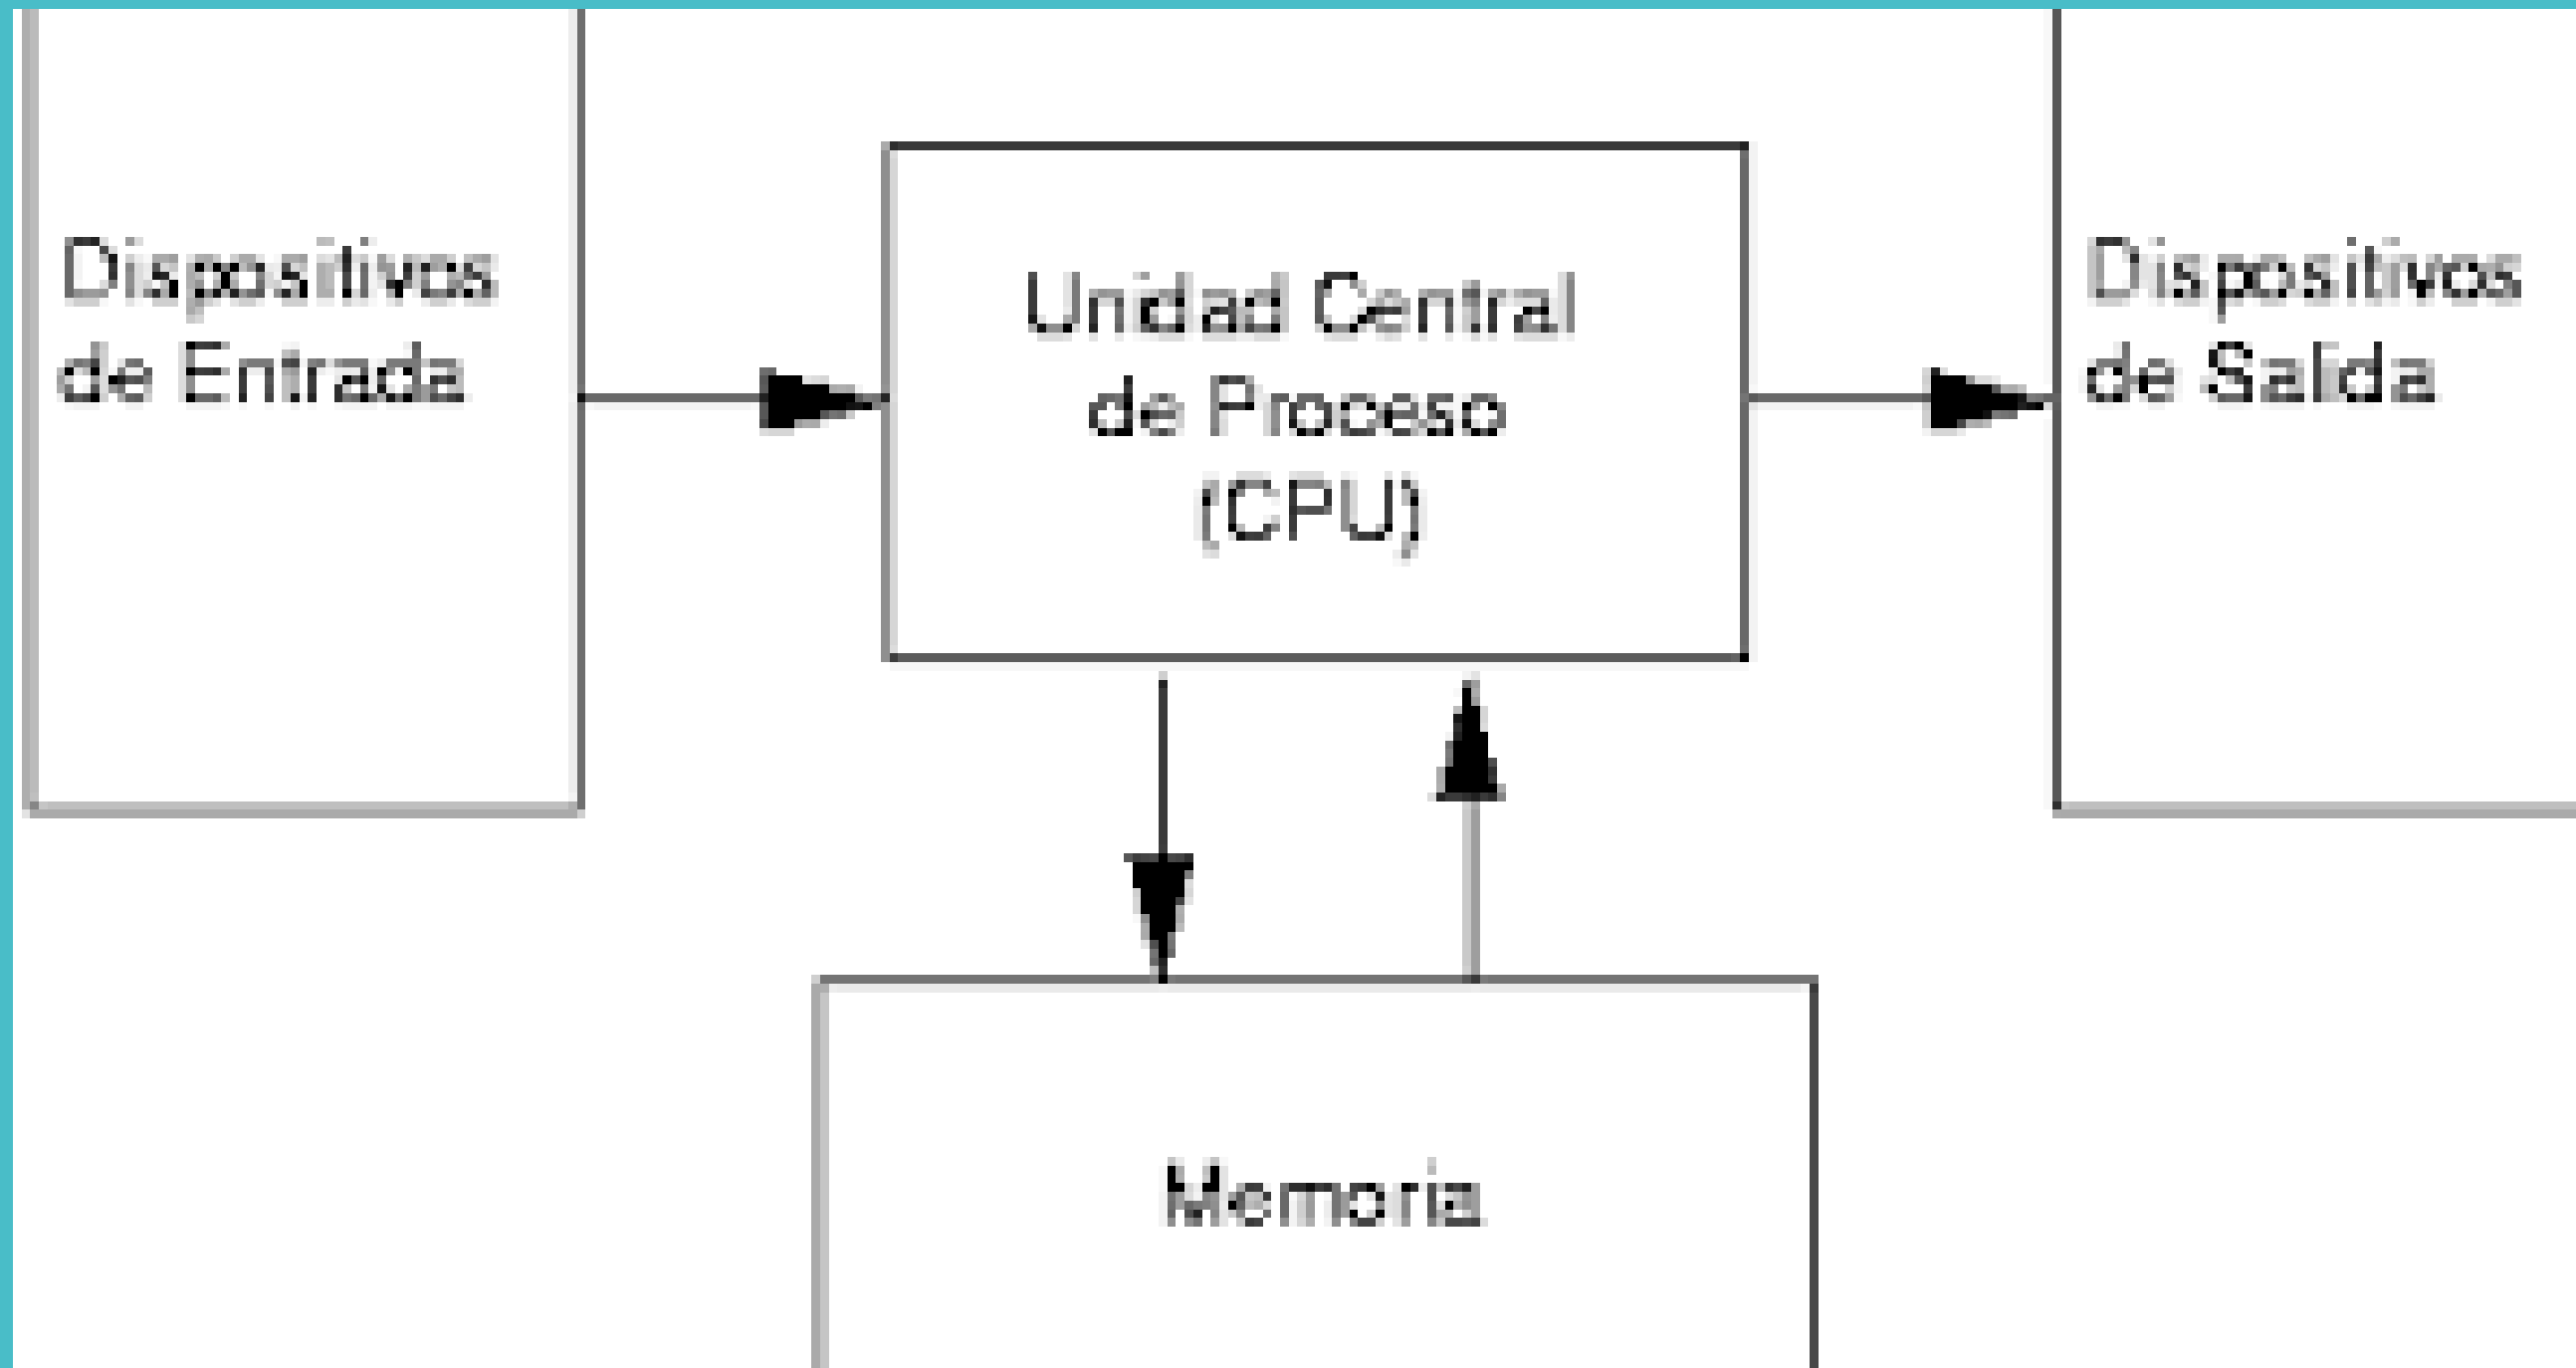 Dispositivos
de Entrada
Unidad Central
de Proceso
(CPU)
Dispositivos
de Salida
Memoria